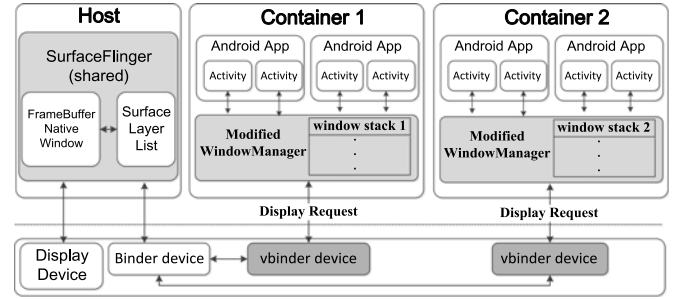 Host
SurfaceFlinger
(shared)
FrameBuffer
Native
Window
Surface
Layer
List
Container 1
Android App
Android App
Activity
Activity
Activity
Activity
Modified
WindowManager
window stack 1
.
.
.
Display Request
Container 2
Android App
Android App
Activity
Activity
Activity
Activity
Modified
WindowManager
window stack 2
.
.
.
Display Request
Display
Device
Binder device
vbinder device
vbinder device